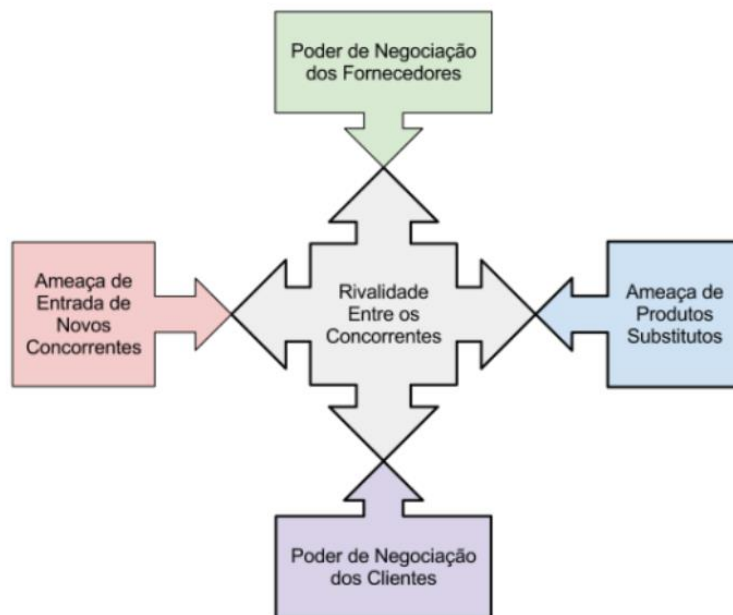 Poder de Negociação
dos Fornecedores
Ameaça de
Entrada de
Novos
Concorrentes
Rivalidade
Entre os
Concorrentes
Ameaça de
Produtos
Substitutos
Poder de Negociação
dos Clientes